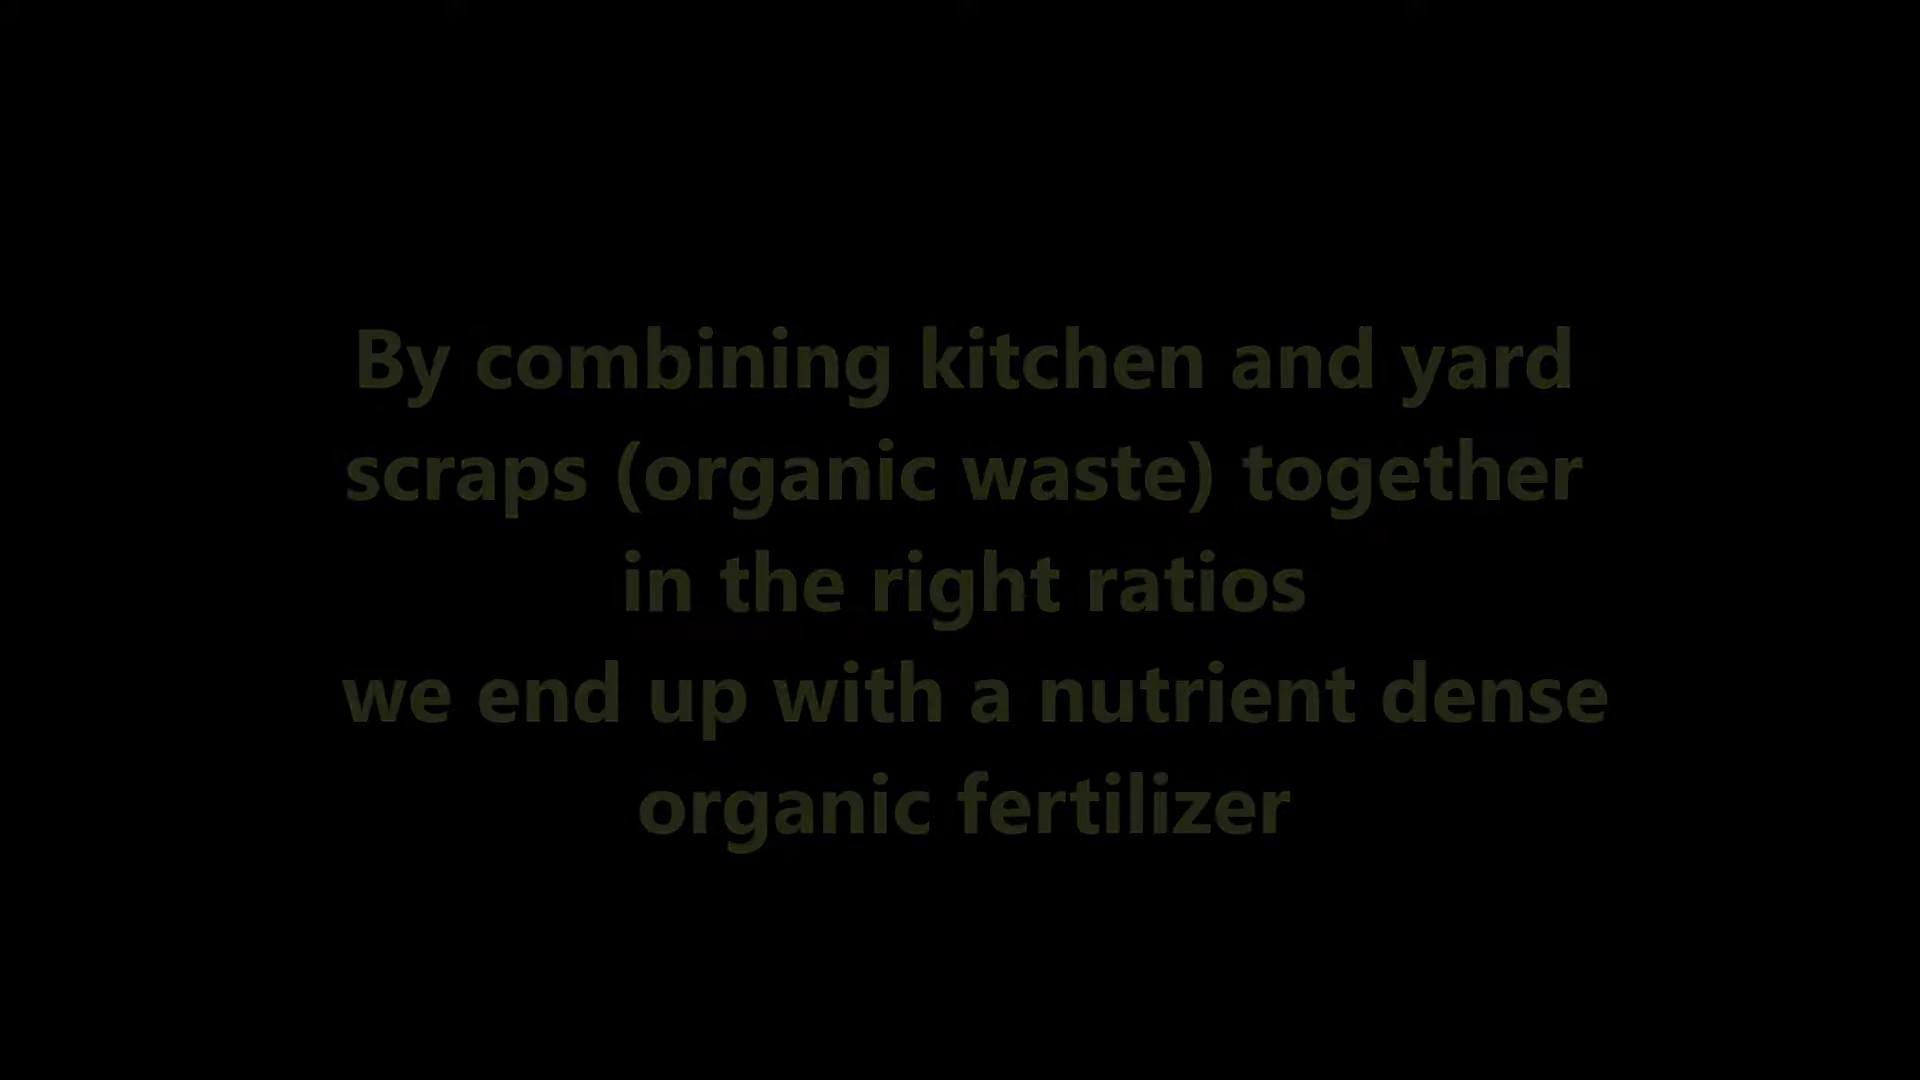 By combining kitchen and yard
scraps (organic waste) together
in the right ratios
we end up with a nutrient dense
organic fertilizer